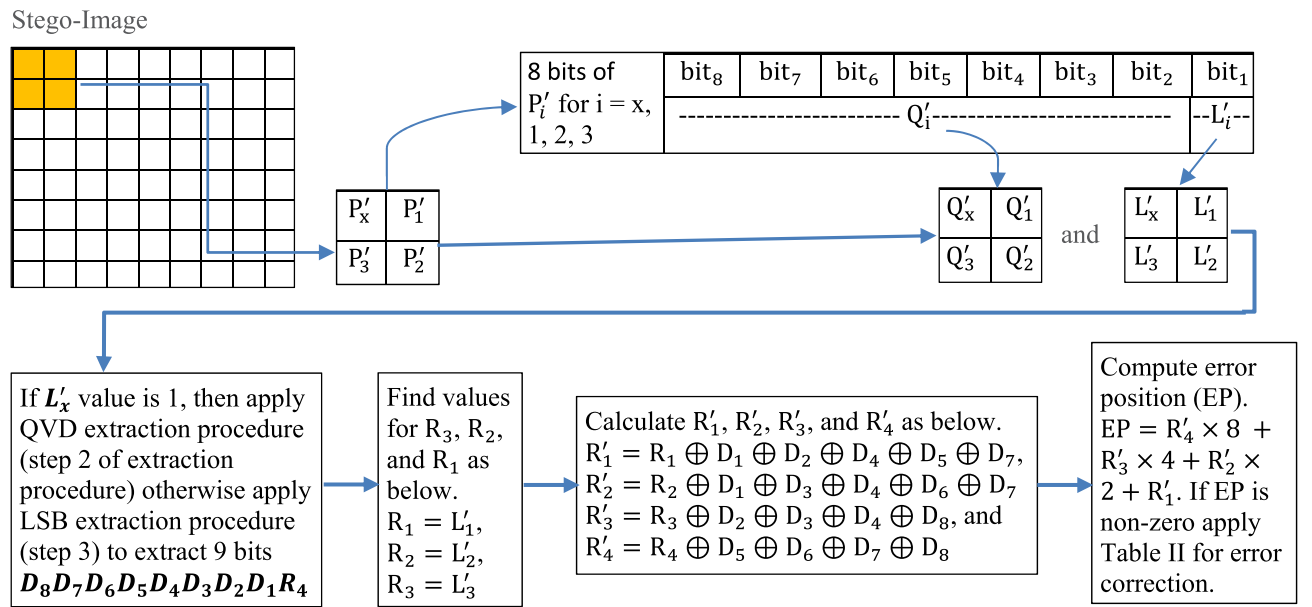 Stego-Image
8 bits of
P′ᵢ for i = x,
1, 2, 3
bit₈ bit₇ bit₆ bit₅ bit₄ bit₃ bit₂ bit₁
------------------------ Q′ᵢ-------------------------- --L′ᵢ--
P′ₓ P′₁
P′₃ P′₂
Q′ₓ Q′₁
Q′₃ Q′₂
and
L′ₓ L′₁
L′₃ L′₂
If L′ₓ value is 1, then apply
QVD extraction procedure
(step 2 of extraction
procedure) otherwise apply
LSB extraction procedure
(step 3) to extract 9 bits
D₈D₇D₆D₅D₄D₃D₂D₁R₄
Find values
for R₃, R₂,
and R₁ as
below.
R₁ = L′₁,
R₂ = L′₂,
R₃ = L′₃
Calculate R′₁, R′₂, R′₃, and R′₄ as below.
R′₁ = R₁ ⊕ D₁ ⊕ D₂ ⊕ D₄ ⊕ D₅ ⊕ D₇,
R′₂ = R₂ ⊕ D₁ ⊕ D₃ ⊕ D₄ ⊕ D₆ ⊕ D₇
R′₃ = R₃ ⊕ D₂ ⊕ D₃ ⊕ D₄ ⊕ D₈, and
R′₄ = R₄ ⊕ D₅ ⊕ D₆ ⊕ D₇ ⊕ D₈
Compute error
position (EP).
EP = R′₄ × 8 +
R′₃ × 4 + R′₂ ×
2 + R′₁. If EP is
non-zero apply
Table II for error
correction.